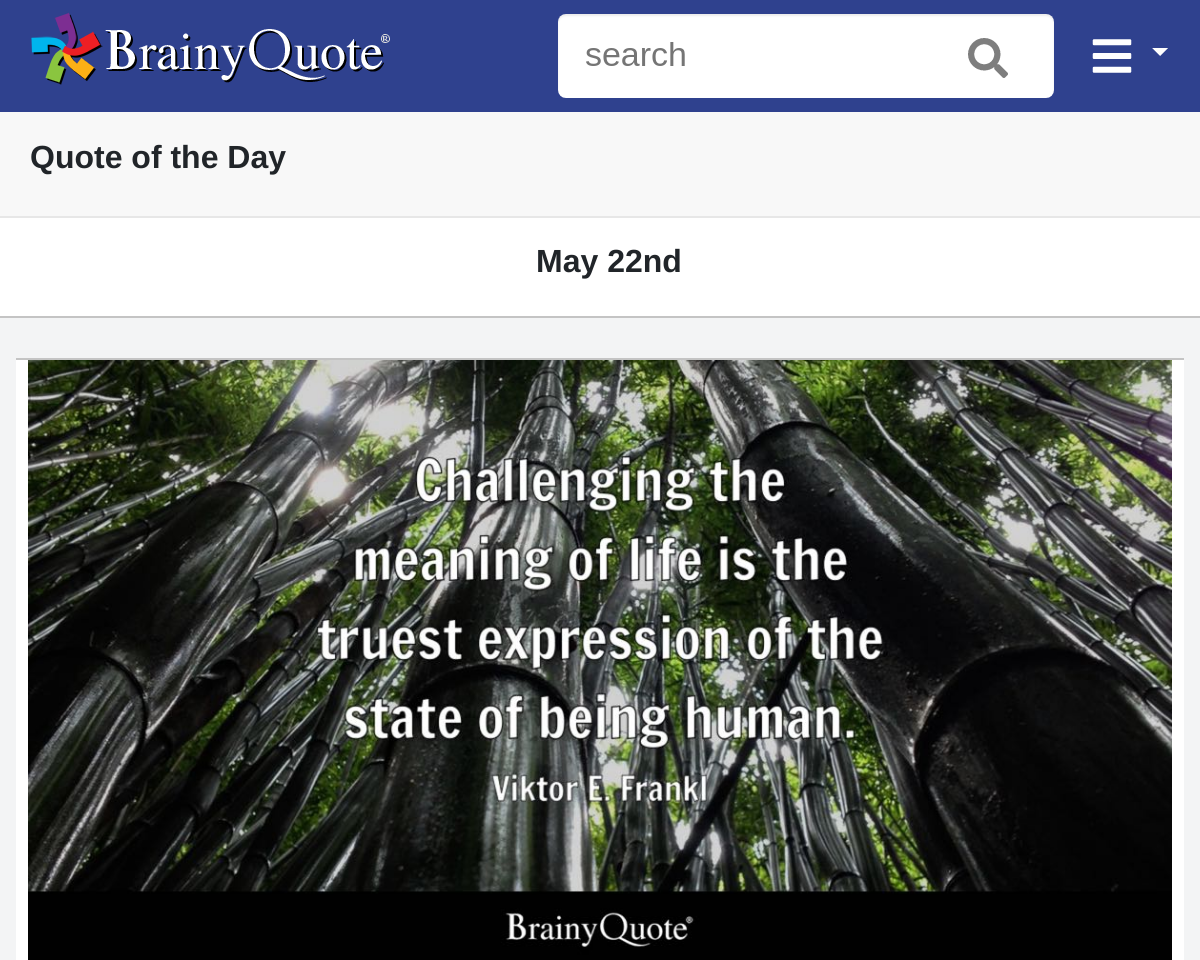 BrainyQuote®
search
Quote of the Day
May 22nd
Challenging the
meaning of life is the
truest expression of the
state of being human.
Viktor E. Frankl
BrainyQuote®